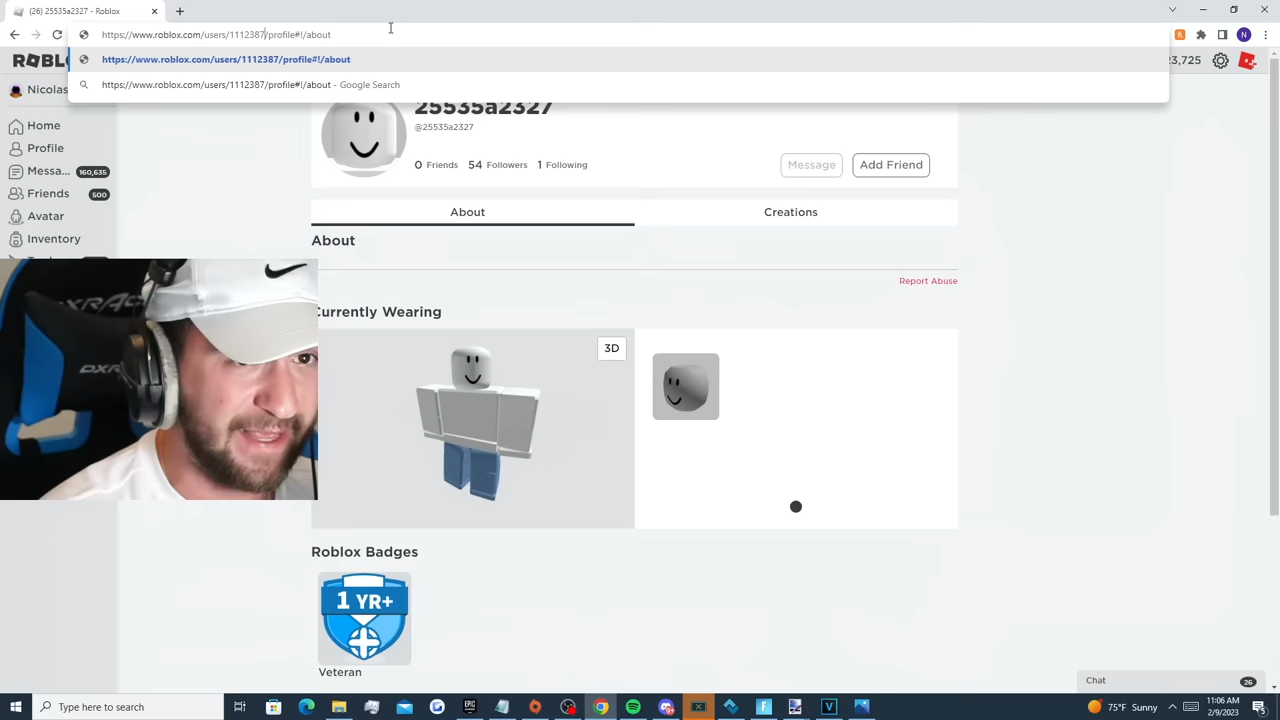 (26) 25535a2327 - Roblox
https://www.roblox.com/users/1112387/profile#!/about
N
https://www.roblox.com/users/1112387/profile#!/about
https://www.roblox.com/users/1112387/profile#!/about - Google Search
3,725
Nicolas
Home
Profile
Messa... 160,635
Friends 500
Avatar
Inventory
25535a2327
@25535a2327
0 Friends 54 Followers 1 Following
Message
Add Friend
About
Creations
About
Report Abuse
Currently Wearing
3D
Roblox Badges
1 YR+
Veteran
Chat 26
Type here to search
EPIC
75°F Sunny
11:06 AM
2/9/2023
5